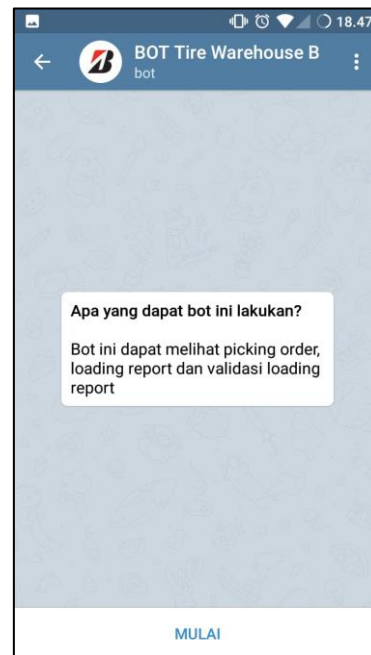 18.47
BOT Tire Warehouse B
bot
Apa yang dapat bot ini lakukan?
Bot ini dapat melihat picking order,
loading report dan validasi loading
report
MULAI